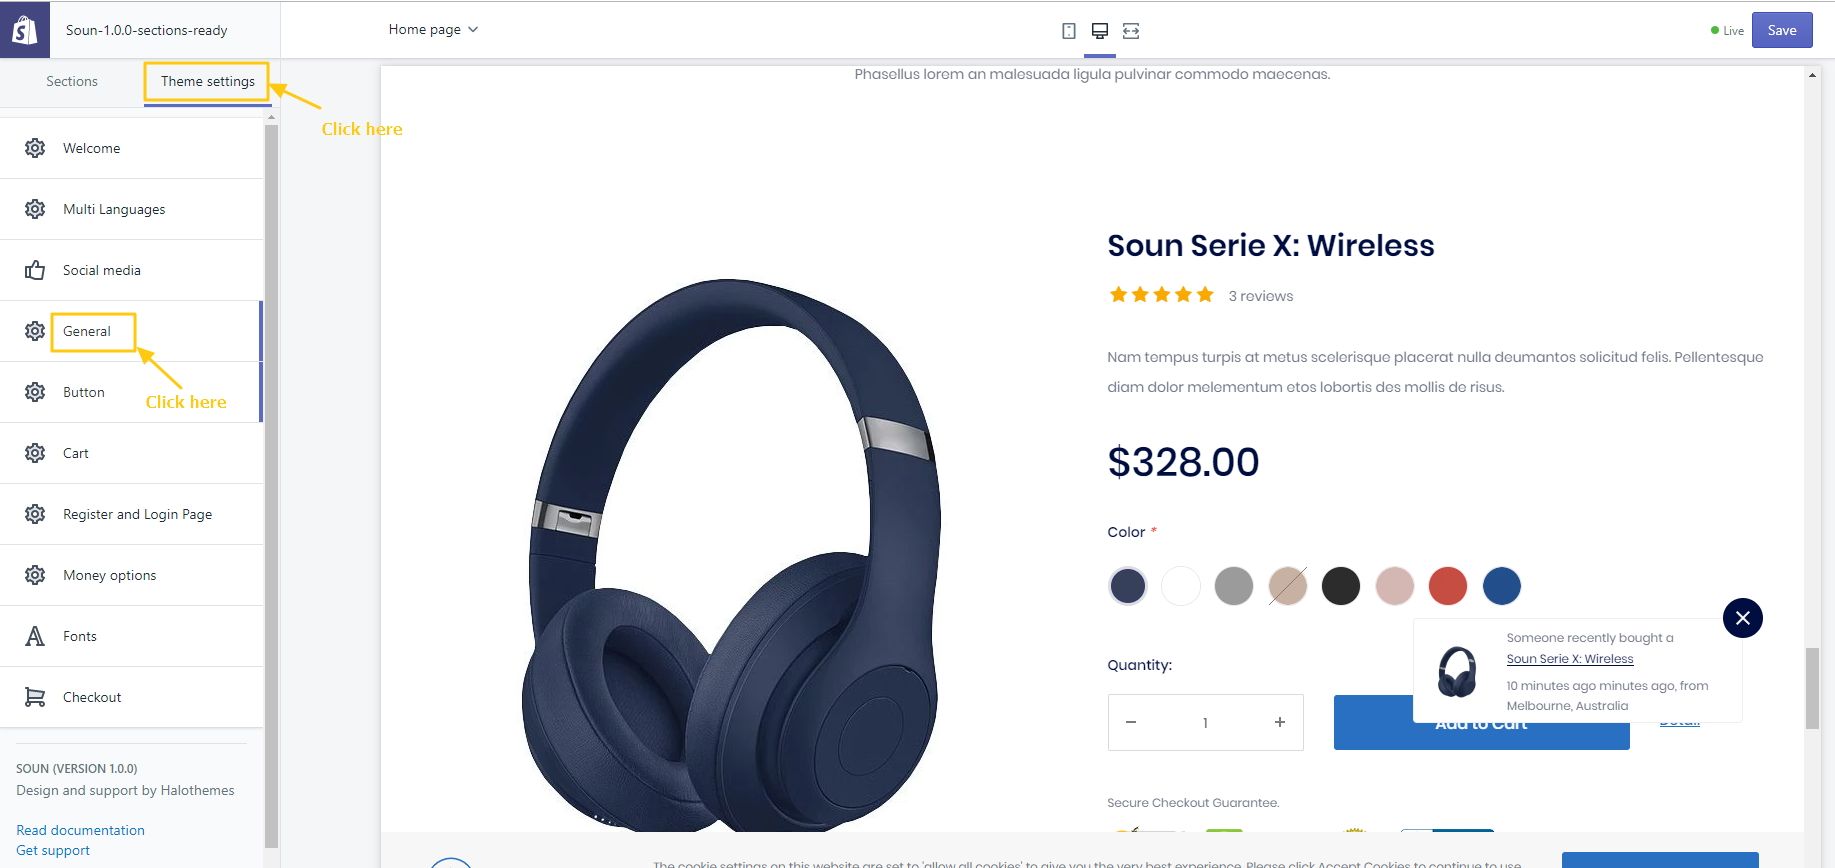 Soun-1.0.0-sections-ready
Home page
Live
Save
Sections
Theme settings
Click here
Welcome
Multi Languages
Social media
General
Click here
Button
Cart
Register and Login Page
Money options
Fonts
Checkout
SOUN (VERSION 1.0.0)
Design and support by Halothemes
Read documentation
Get support
Phasellus lorem an malesuada ligula pulvinar commodo maecenas.
Soun Serie X: Wireless
3 reviews
Nam tempus turpis at metus scelerisque placerat nulla deumantos solicitud felis. Pellentesque
diam dolor melementum etos lobortis des mollis de risus.
$328.00
Color *
Someone recently bought a
Soun Serie X: Wireless
10 minutes ago minutes ago, from
Melbourne, Australia
Quantity:
1
Add to Cart
Detail
Secure Checkout Guarantee.
The cookie settings on this website are set to 'allow all cookies' to give you the very best experience. Please click Accept Cookies to continue to use